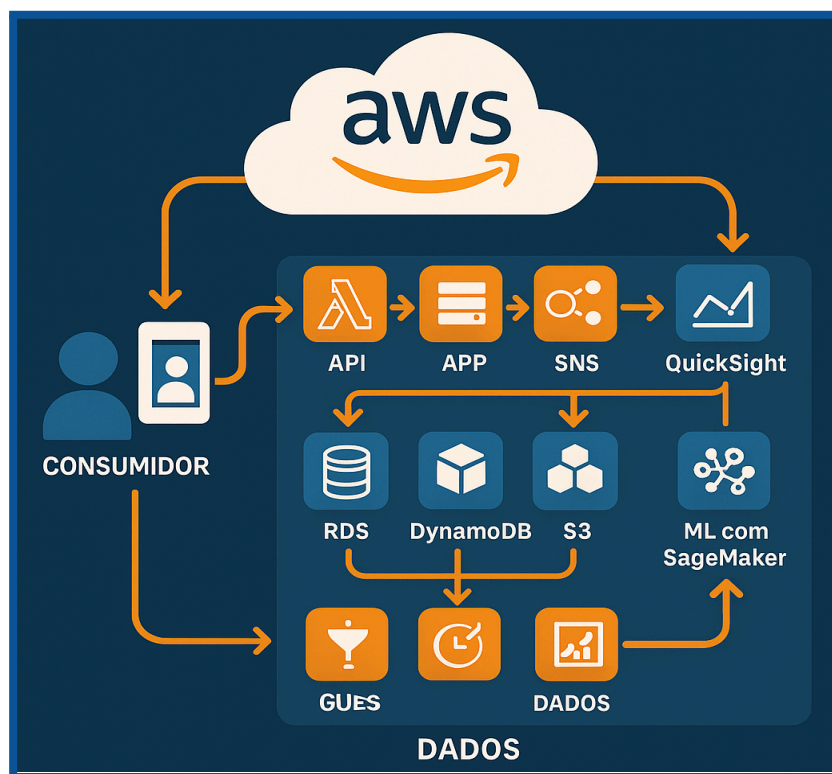 aws
API
APP
SNS
QuickSight
CONSUMIDOR
RDS
DynamoDB
S3
ML com
SageMaker
GUES
DADOS
DADOS